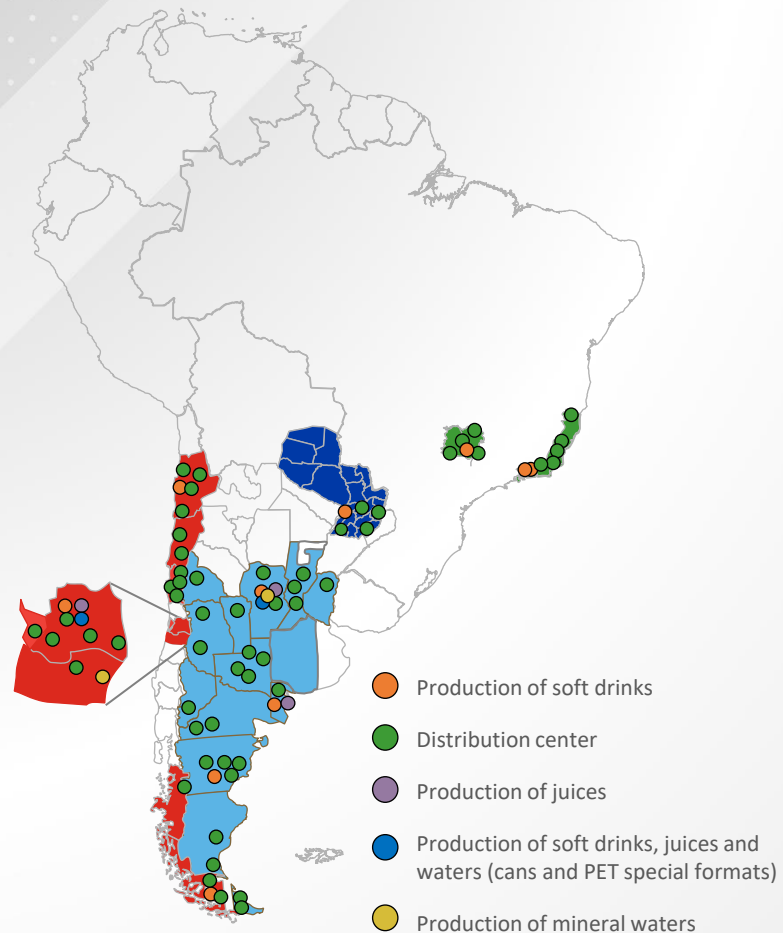 Production of soft drinks
Distribution center
Production of juices
Production of soft drinks, juices and
waters (cans and PET special formats)
Production of mineral waters